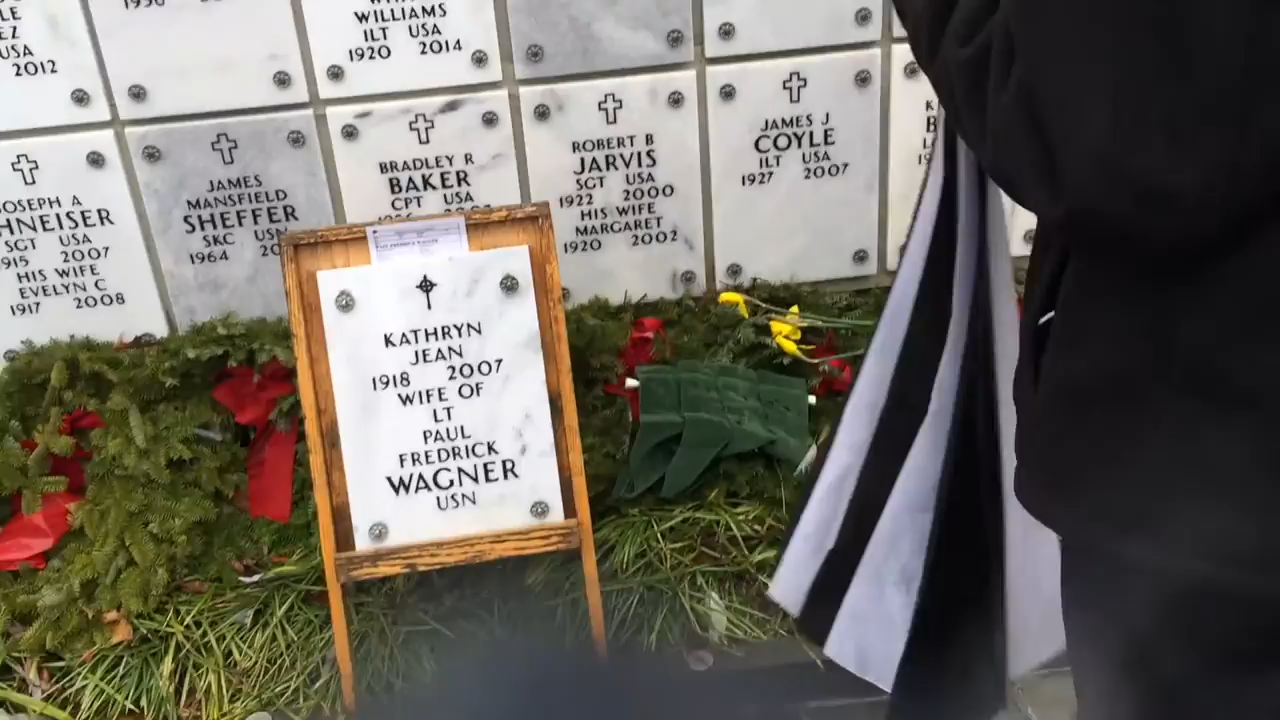 USA
2012
WILLIAMS
1LT USA
1920 2014
JOSEPH A
SGT USA
1915 2007
HIS WIFE
EVELYN C
1917 2008
JAMES
MANSFIELD
SHEFFER
SKC USN
1964
BRADLEY R
BAKER
CPT USA
ROBERT B
JARVIS
SGT USA
1922 2000
HIS WIFE
MARGARET
1920 2002
JAMES J
COYLE
1LT USA
1927 2007
KATHRYN
JEAN
1918 2007
WIFE OF
LT
PAUL
FREDRICK
WAGNER
USN